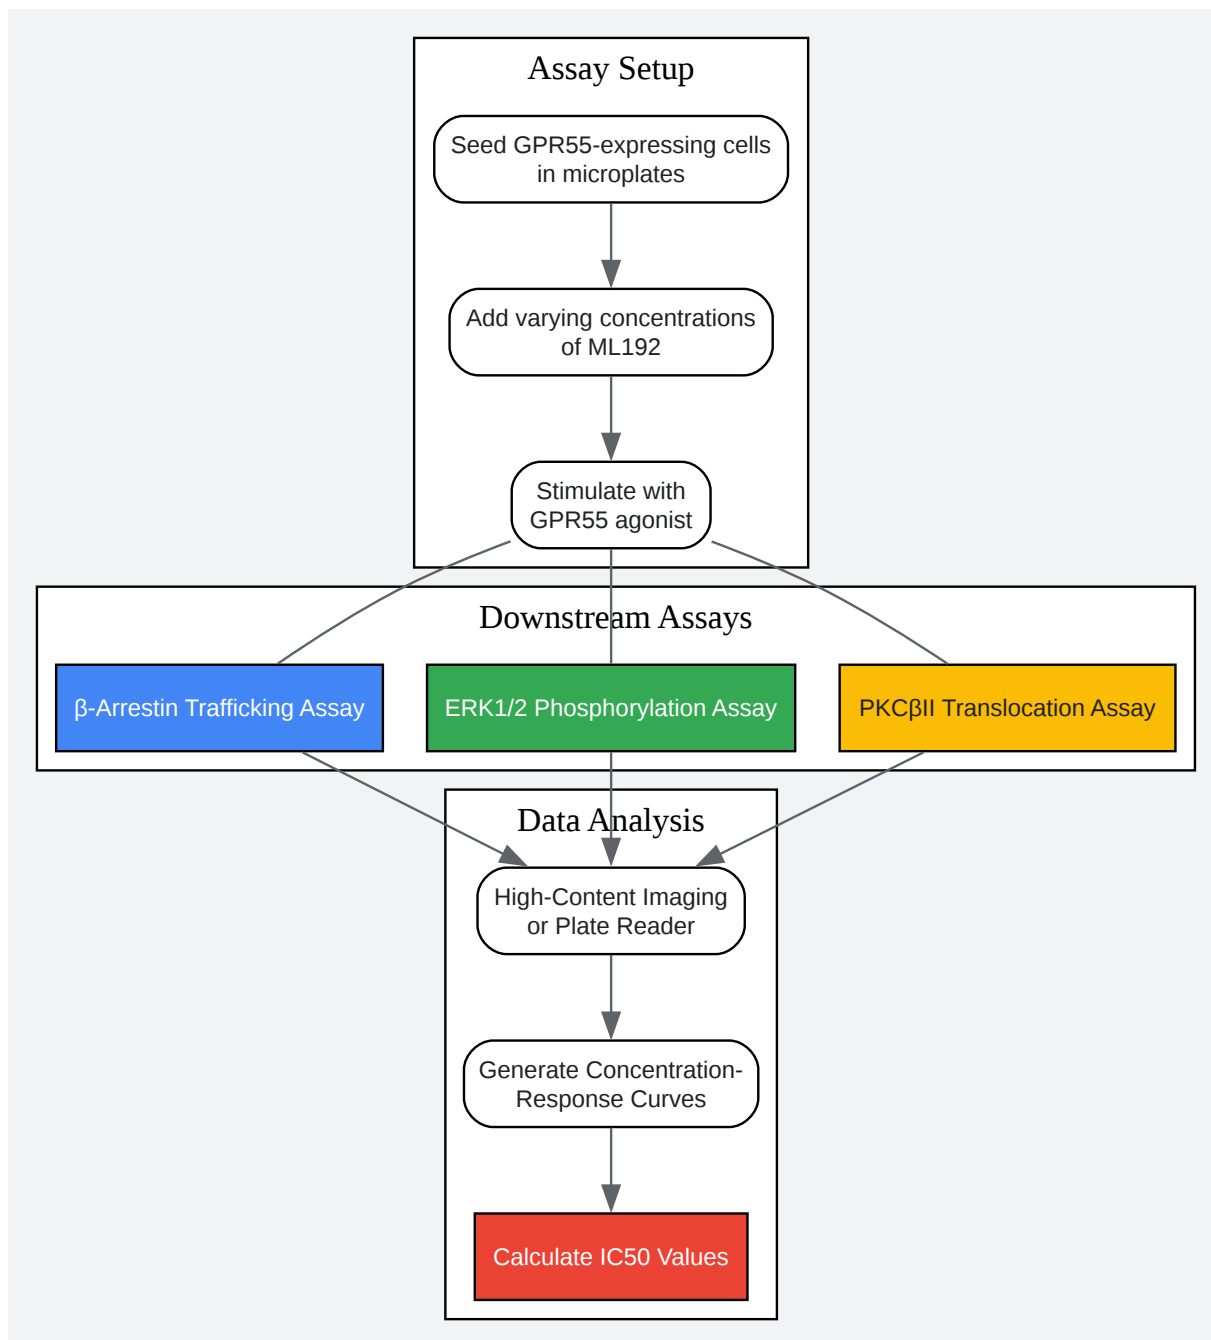 Assay Setup
Seed GPR55-expressing cells
in microplates
Add varying concentrations
of ML192
Stimulate with
GPR55 agonist
Downstream Assays
β-Arrestin Trafficking Assay
ERK1/2 Phosphorylation Assay
PKCβII Translocation Assay
Data Analysis
High-Content Imaging
or Plate Reader
Generate Concentration-
Response Curves
Calculate IC50 Values